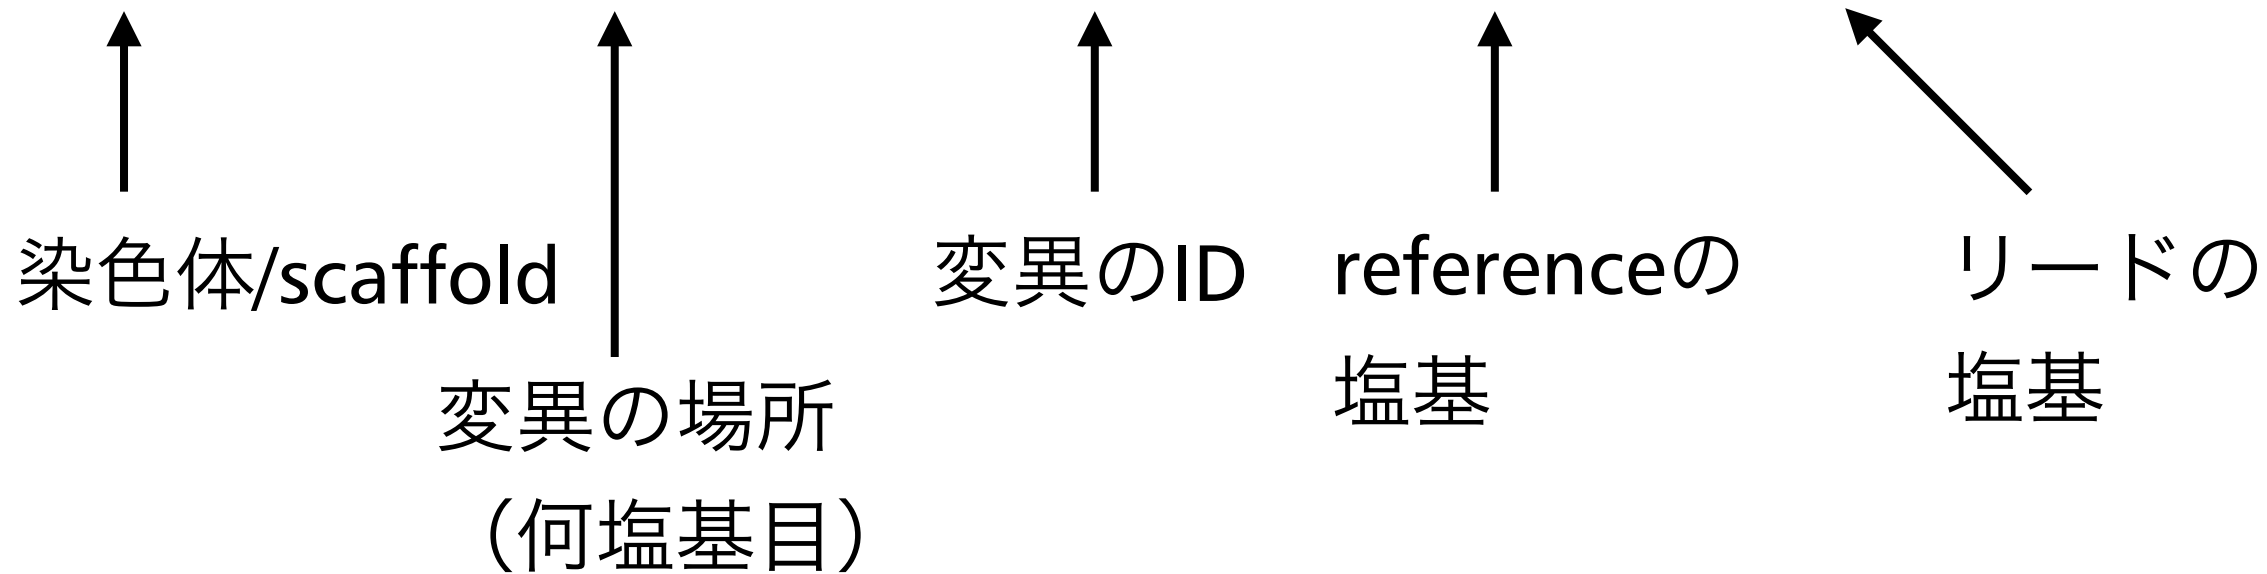 染色体/scaffold
変異の場所
（何塩基目）
変異のID
referenceの
塩基
リードの
塩基